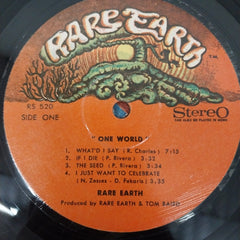 RARE EARTH
TM.
RS 520
SIDE ONE
Stereo
" ONE WORLD "
1. WHAT'D I SAY (R. Charles) 7:13
2. IF I DIE (P. Rivera) 3:32
3. THE SEED (P. Rivera) 3:33
4. I JUST WANT TO CELEBRATE
( N. Zesses - D. Fekaris) 3:35
RARE EARTH
Produced by RARE EARTH & TOM BAIRD